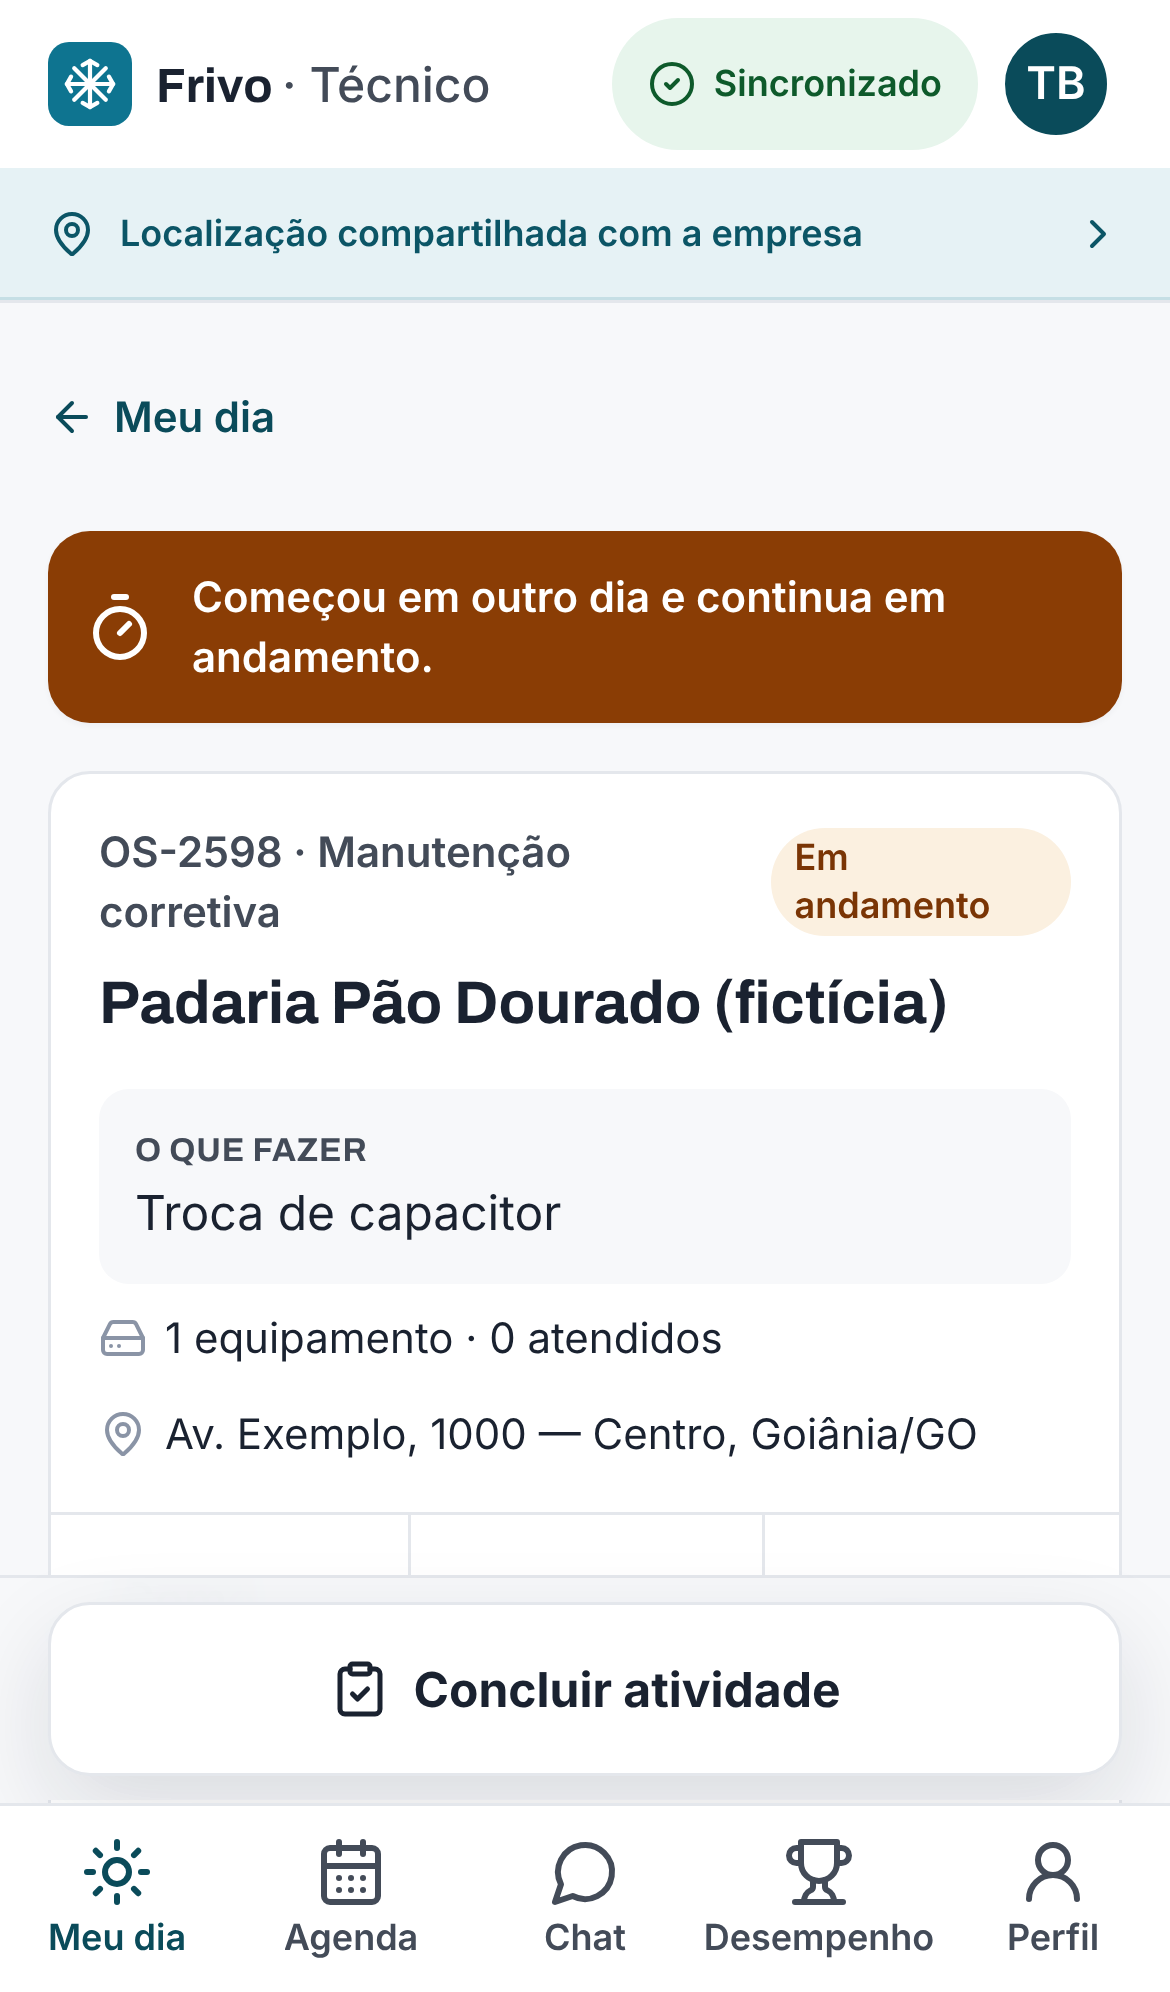 Frivo · Técnico
Sincronizado
TB
Localização compartilhada com a empresa
Meu dia
Começou em outro dia e continua em
andamento.
OS-2598 · Manutenção
corretiva
Em
andamento
Padaria Pão Dourado (fictícia)
O QUE FAZER
Troca de capacitor
1 equipamento · 0 atendidos
Av. Exemplo, 1000 — Centro, Goiânia/GO
Concluir atividade
Meu dia
Agenda
Chat
Desempenho
Perfil